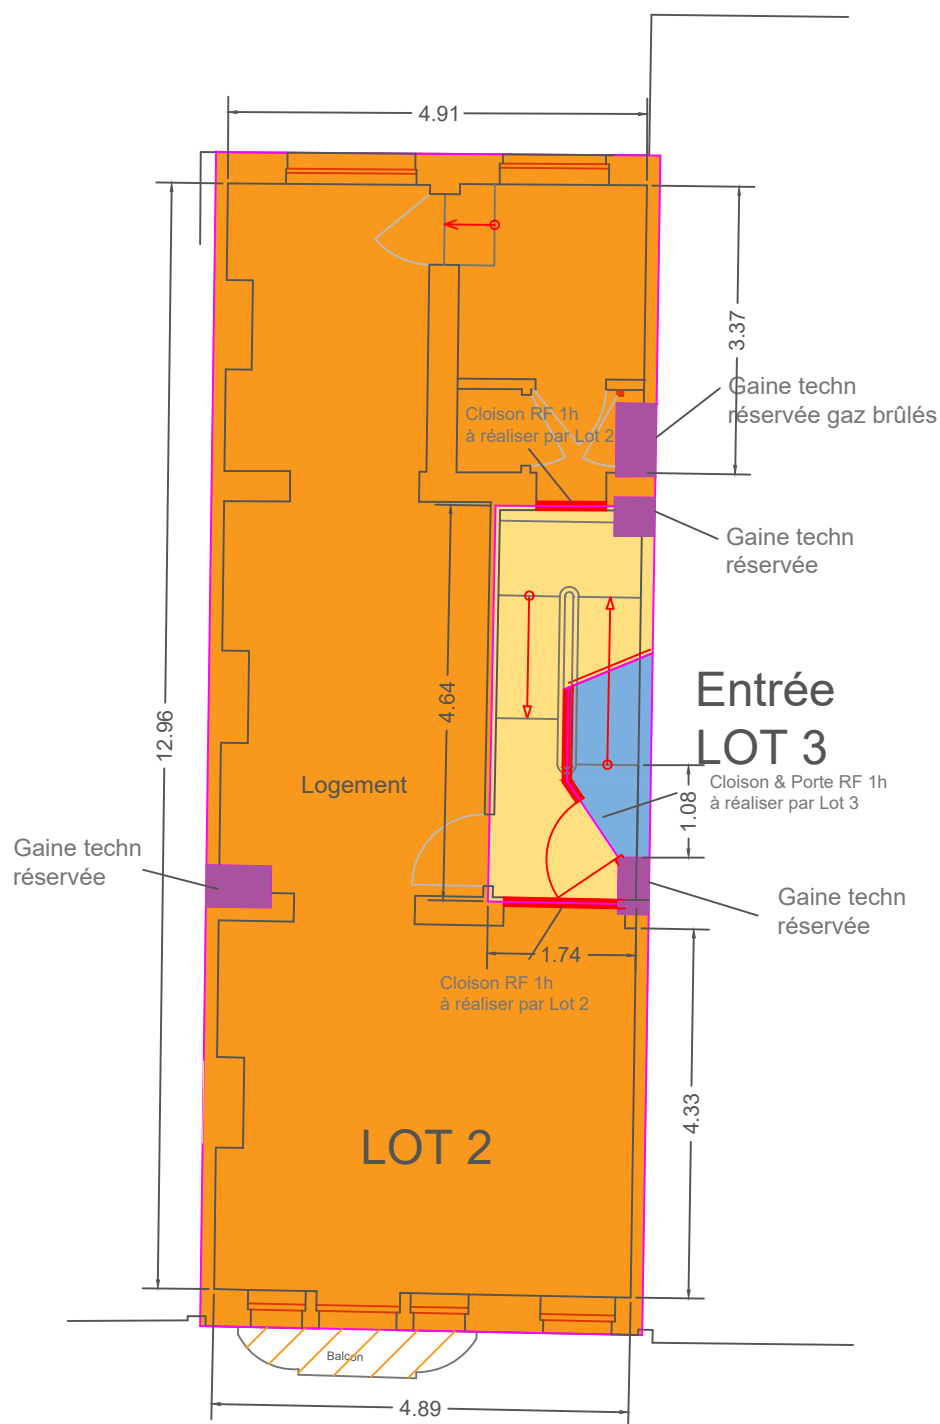 4.91
3.37
Gaine techn
réservée gaz brûlés
Cloison RF 1h
à réaliser par Lot 2
Gaine techn
réservée
4.64
12.96
Entrée
LOT 3
Cloison & Porte RF 1h
à réaliser par Lot 3
1.08
Logement
Gaine techn
réservée
Gaine techn
réservée
1.74
Cloison RF 1h
à réaliser par Lot 2
4.33
LOT 2
Balcon
4.89